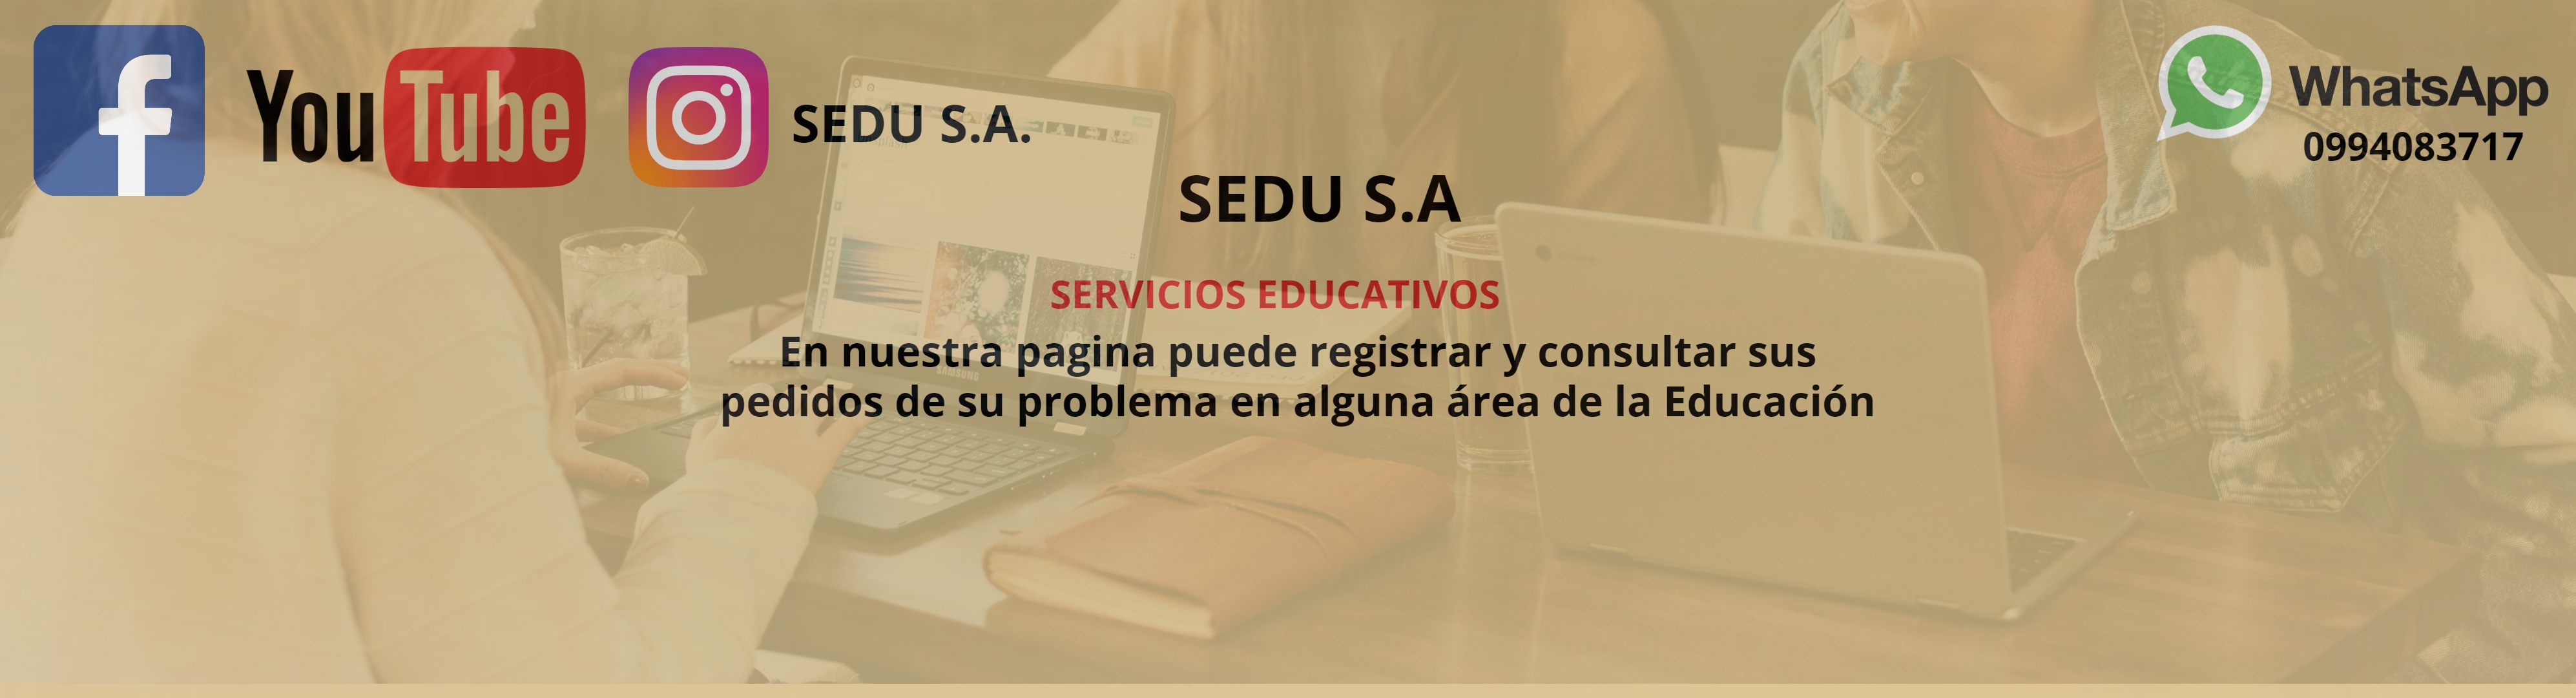 f
YouTube
SEDU S.A.
WhatsApp
0994083717
SEDU S.A
SERVICIOS EDUCATIVOS
En nuestra pagina puede registrar y consultar sus
pedidos de su problema en alguna área de la Educación
SAMSUNG